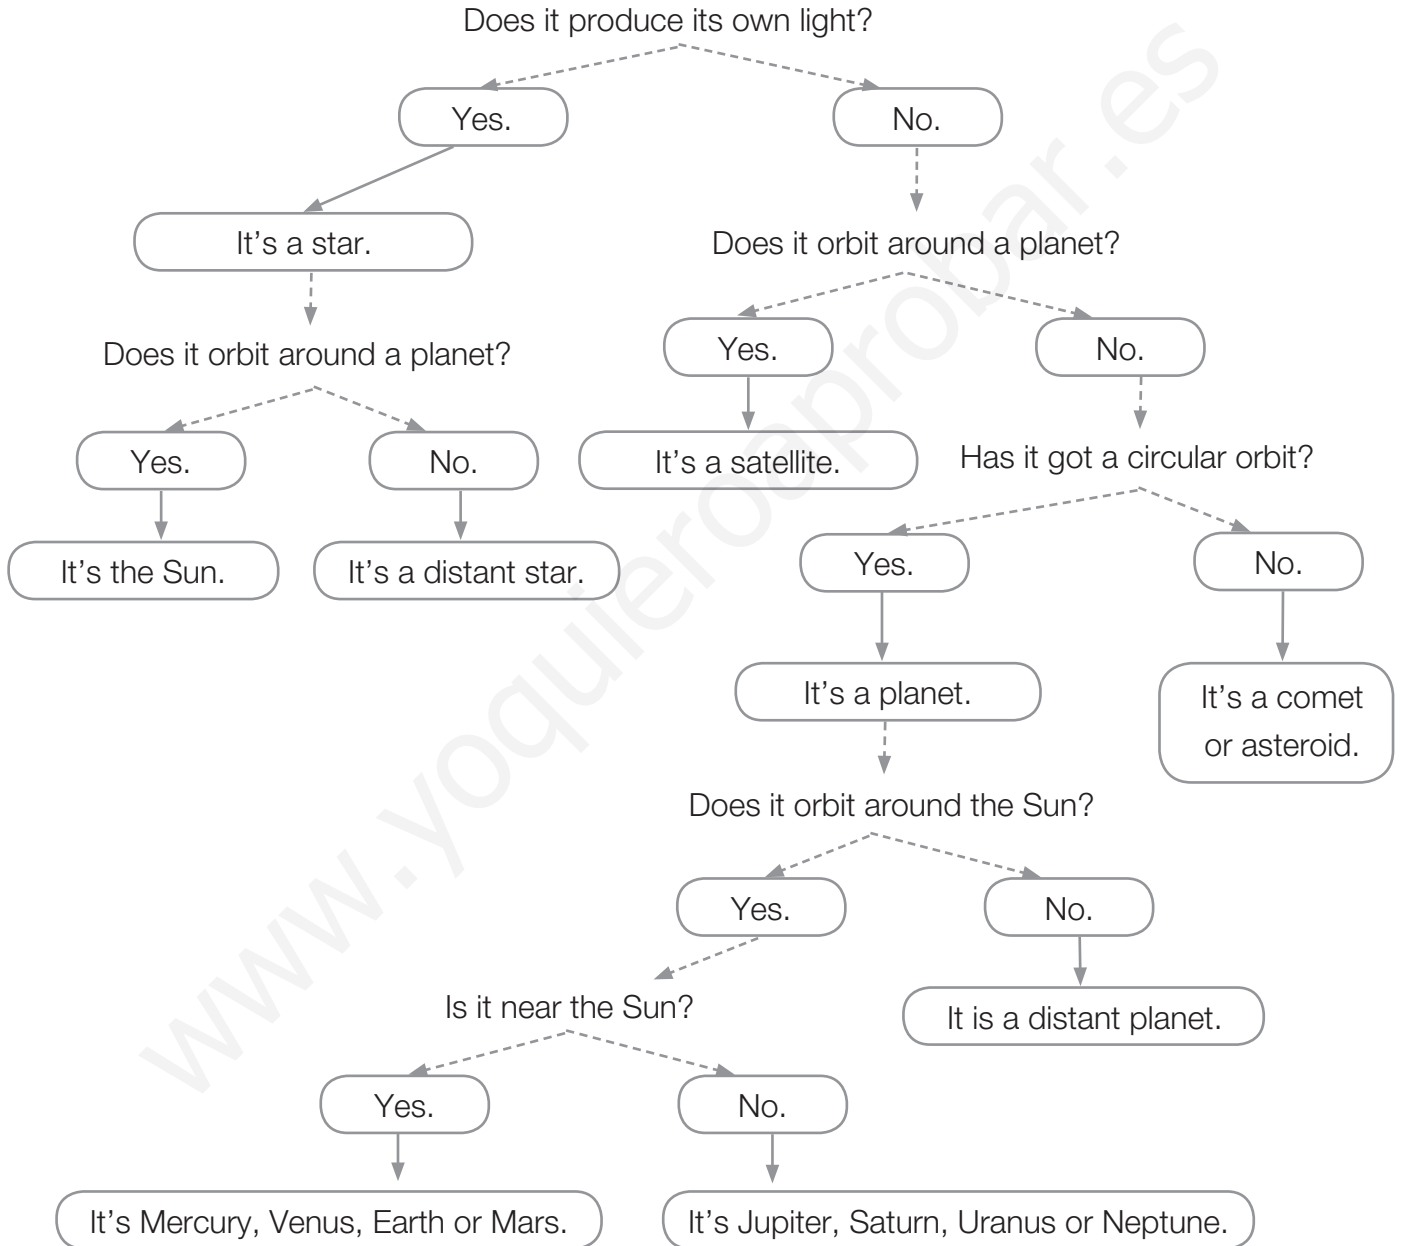 Does it produce its own light?
Yes.
No.
It's a star.
Does it orbit around a planet?
Does it orbit around a planet?
Yes.
No.
Yes.
No.
It's a satellite.
Has it got a circular orbit?
It's the Sun.
It's a distant star.
Yes.
No.
It's a planet.
It's a comet
or asteroid.
Does it orbit around the Sun?
Yes.
No.
Is it near the Sun?
It is a distant planet.
Yes.
No.
It's Mercury, Venus, Earth or Mars.
It's Jupiter, Saturn, Uranus or Neptune.
www.yoquieroaprobar.es